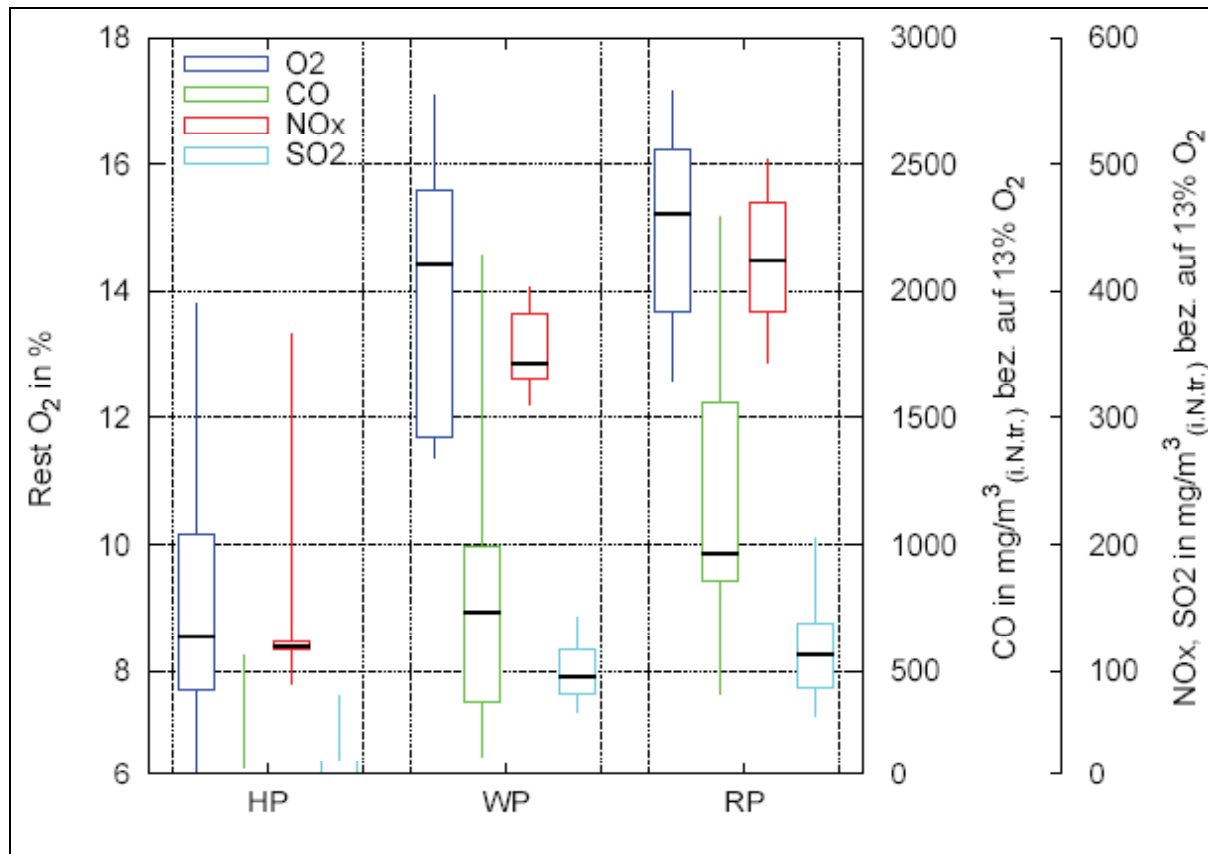 Rest O2 in %
18
16
14
12
10
8
6
O2
CO
NOx
SO2
HP
WP
RP
3000
2500
2000
1500
1000
500
0
CO in mg/m3 (i.N.tr.) bez. auf 13% O2
600
500
400
300
200
100
0
NOx, SO2 in mg/m3 (i.N.tr.) bez. auf 13% O2